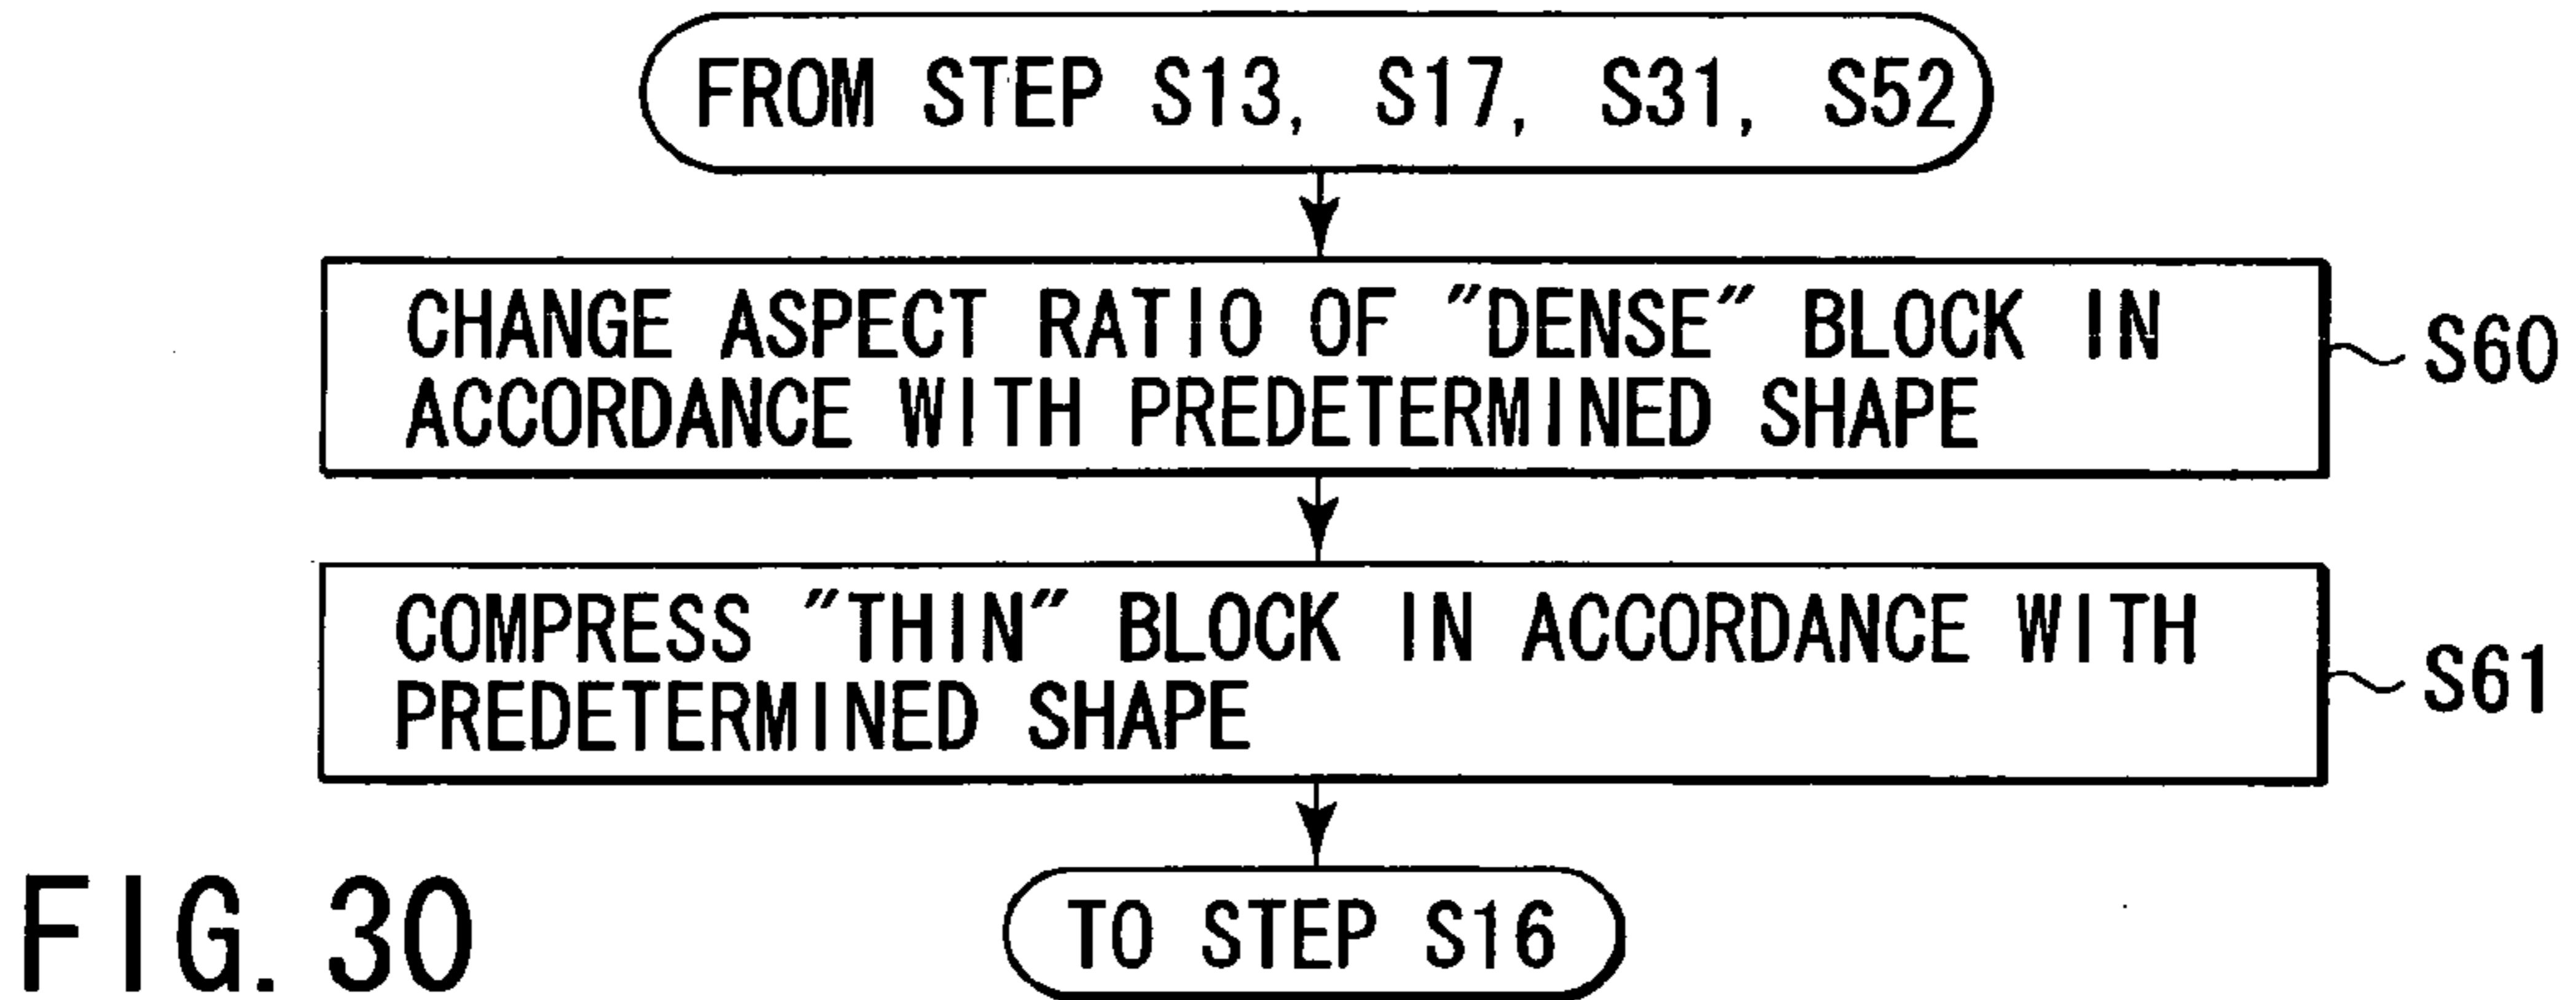 FROM STEP S13, S17, S31, S52
CHANGE ASPECT RATIO OF "DENSE" BLOCK IN
ACCORDANCE WITH PREDETERMINED SHAPE
S60
COMPRESS "THIN" BLOCK IN ACCORDANCE WITH
PREDETERMINED SHAPE
S61
TO STEP S16
FIG. 30